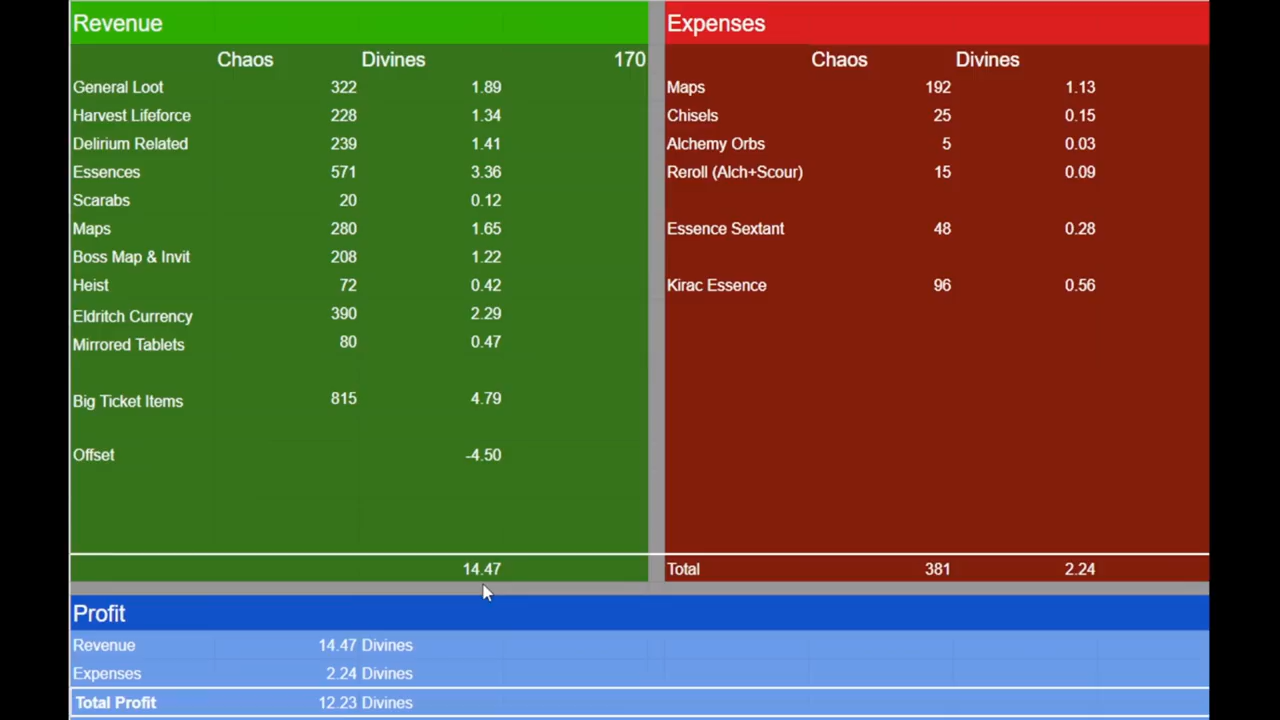 Revenue
Chaos Divines 170
General Loot 322 1.89
Harvest Lifeforce 228 1.34
Delirium Related 239 1.41
Essences 571 3.36
Scarabs 20 0.12
Maps 280 1.65
Boss Map & Invit 208 1.22
Heist 72 0.42
Eldritch Currency 390 2.29
Mirrored Tablets 80 0.47
Big Ticket Items 815 4.79
Offset -4.50
14.47
Expenses
Chaos Divines
Maps 192 1.13
Chisels 25 0.15
Alchemy Orbs 5 0.03
Reroll (Alch+Scour) 15 0.09
Essence Sextant 48 0.28
Kirac Essence 96 0.56
Total 381 2.24
Profit
Revenue 14.47 Divines
Expenses 2.24 Divines
Total Profit 12.23 Divines